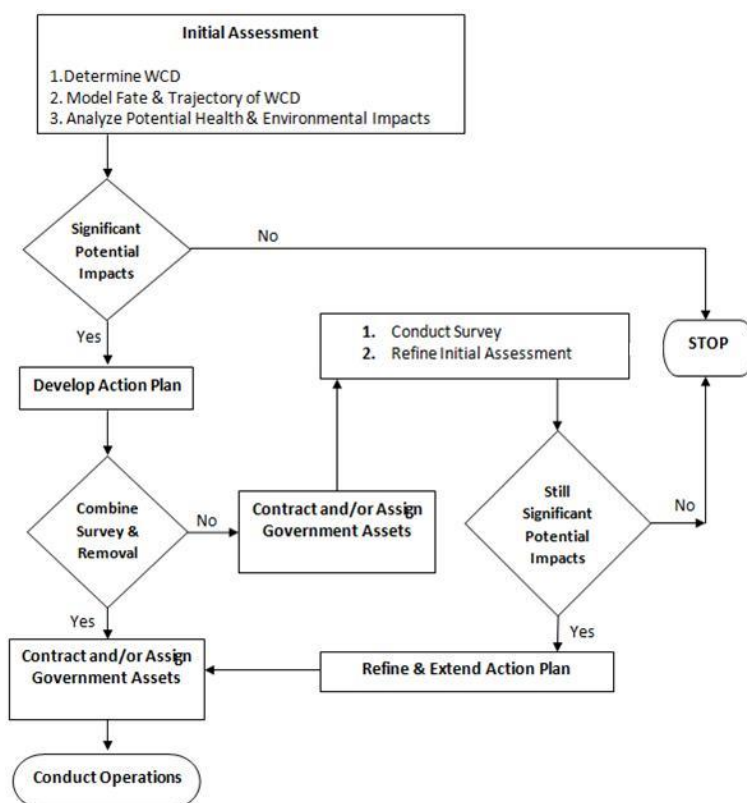 Initial Assessment
1.Determine WCD
2. Model Fate & Trajectory of WCD
3. Analyze Potential Health & Environmental Impacts
Significant
Potential
Impacts
No
Yes
Develop Action Plan
1. Conduct Survey
2. Refine Initial Assessment
STOP
Combine
Survey &
Removal
No
Contract and/or Assign
Government Assets
Still
Significant
Potential
Impacts
No
Yes
Yes
Contract and/or Assign
Government Assets
Refine & Extend Action Plan
Conduct Operations